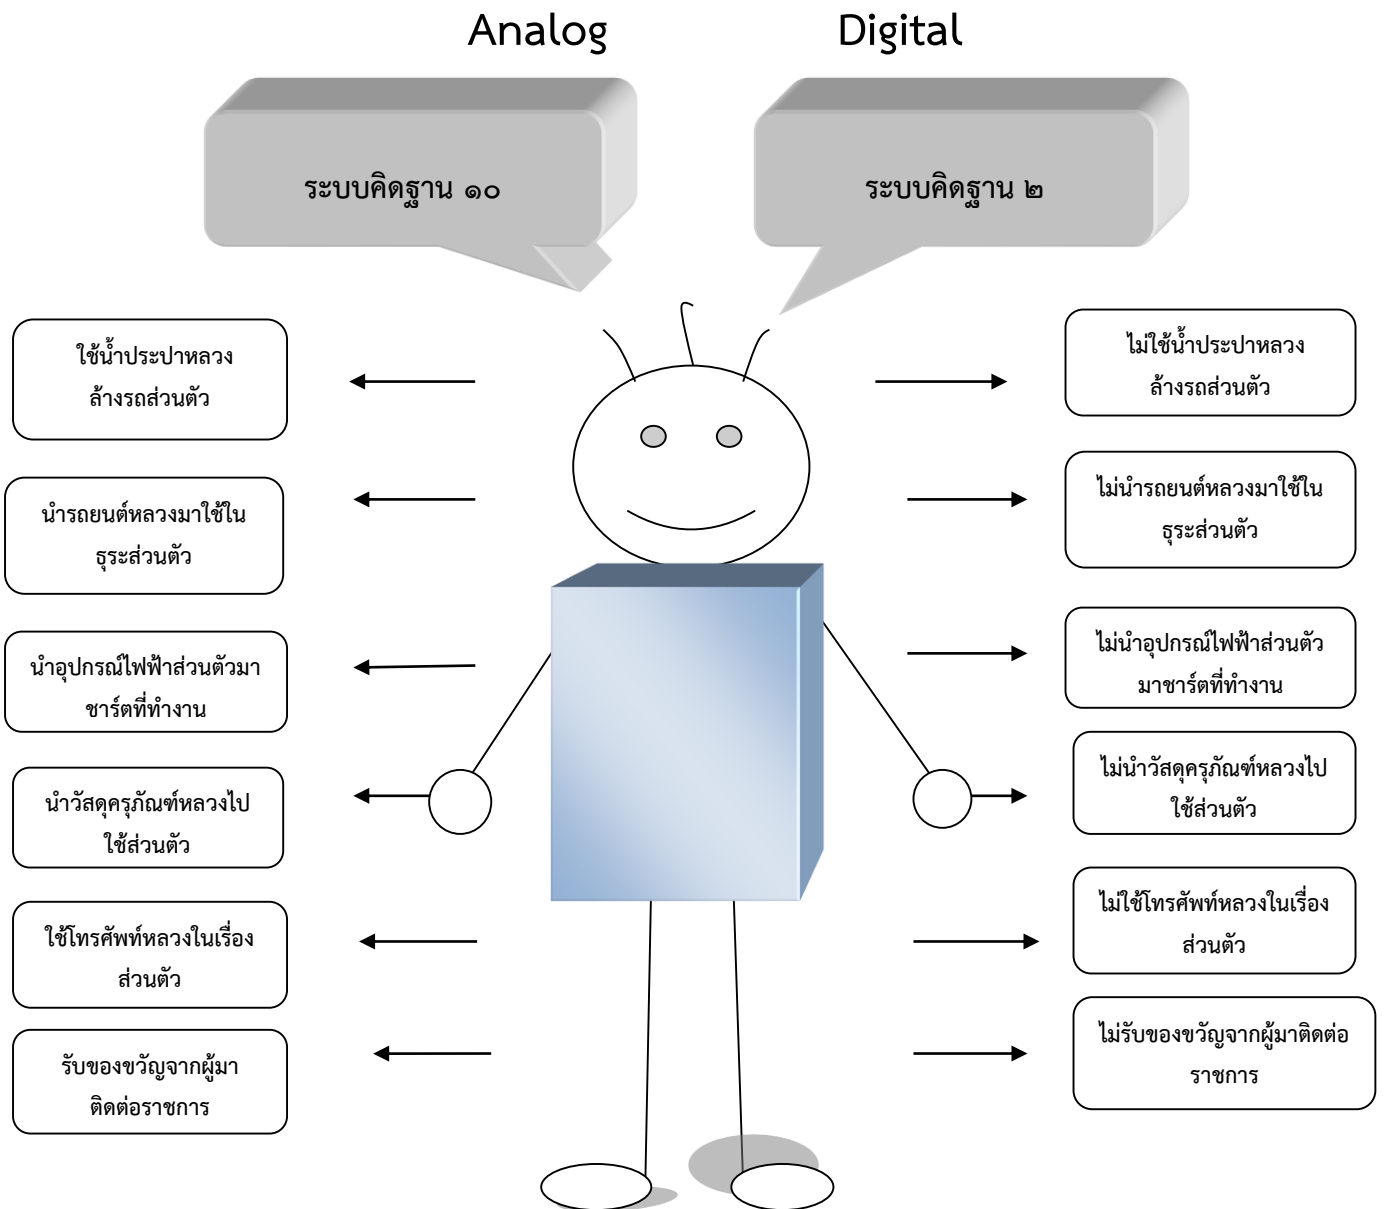 Analog
Digital
ระบบคิดฐาน ๑๐
ระบบคิดฐาน ๒
ใช้น้ำประปาหลวง
ล้างรถส่วนตัว
ไม่ใช้น้ำประปาหลวง
ล้างรถส่วนตัว
นำรถยนต์หลวงมาใช้ใน
ธุระส่วนตัว
ไม่นำรถยนต์หลวงมาใช้ใน
ธุระส่วนตัว
นำอุปกรณ์ไฟฟ้าส่วนตัวมา
ชาร์ตที่ทำงาน
ไม่นำอุปกรณ์ไฟฟ้าส่วนตัว
มาชาร์ตที่ทำงาน
นำวัสดุครุภัณฑ์หลวงไป
ใช้ส่วนตัว
ไม่นำวัสดุครุภัณฑ์หลวงไป
ใช้ส่วนตัว
ใช้โทรศัพท์หลวงในเรื่อง
ส่วนตัว
ไม่ใช้โทรศัพท์หลวงในเรื่อง
ส่วนตัว
รับของขวัญจากผู้มา
ติดต่อราชการ
ไม่รับของขวัญจากผู้มาติดต่อ
ราชการ